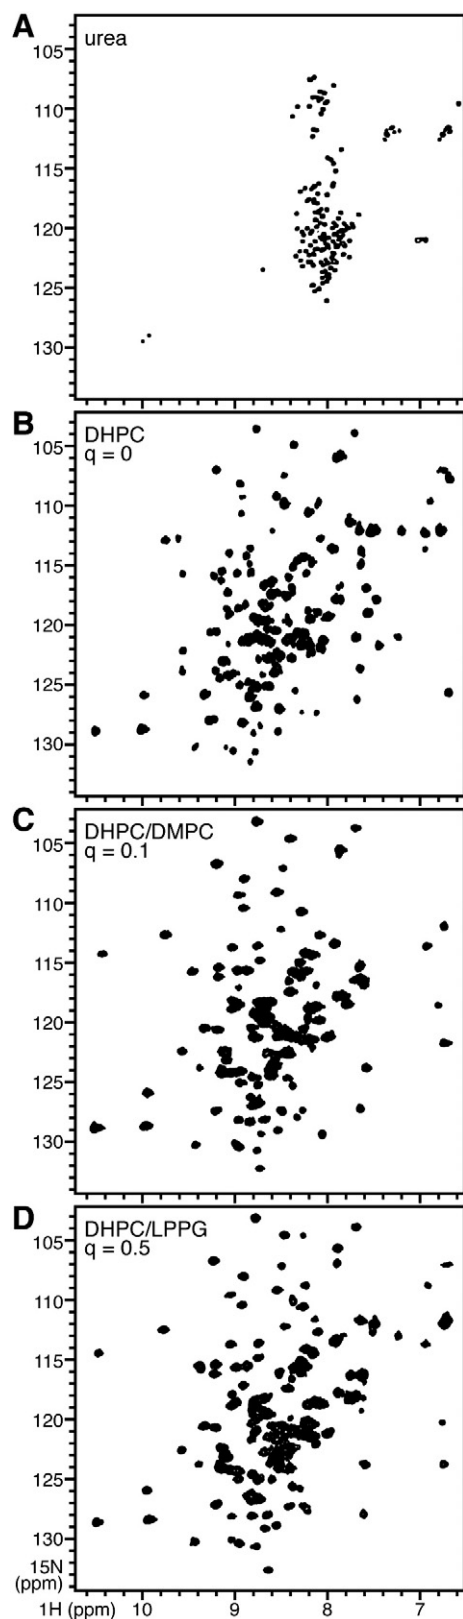 A
urea
105
110
115
120
125
130
B
DHPC
q = 0
105
110
115
120
125
130
C
DHPC/DMPC
q = 0.1
105
110
115
120
125
130
D
DHPC/LPPG
q = 0.5
105
110
115
120
125
130
15N
(ppm)
1H (ppm) 10 9 8 7